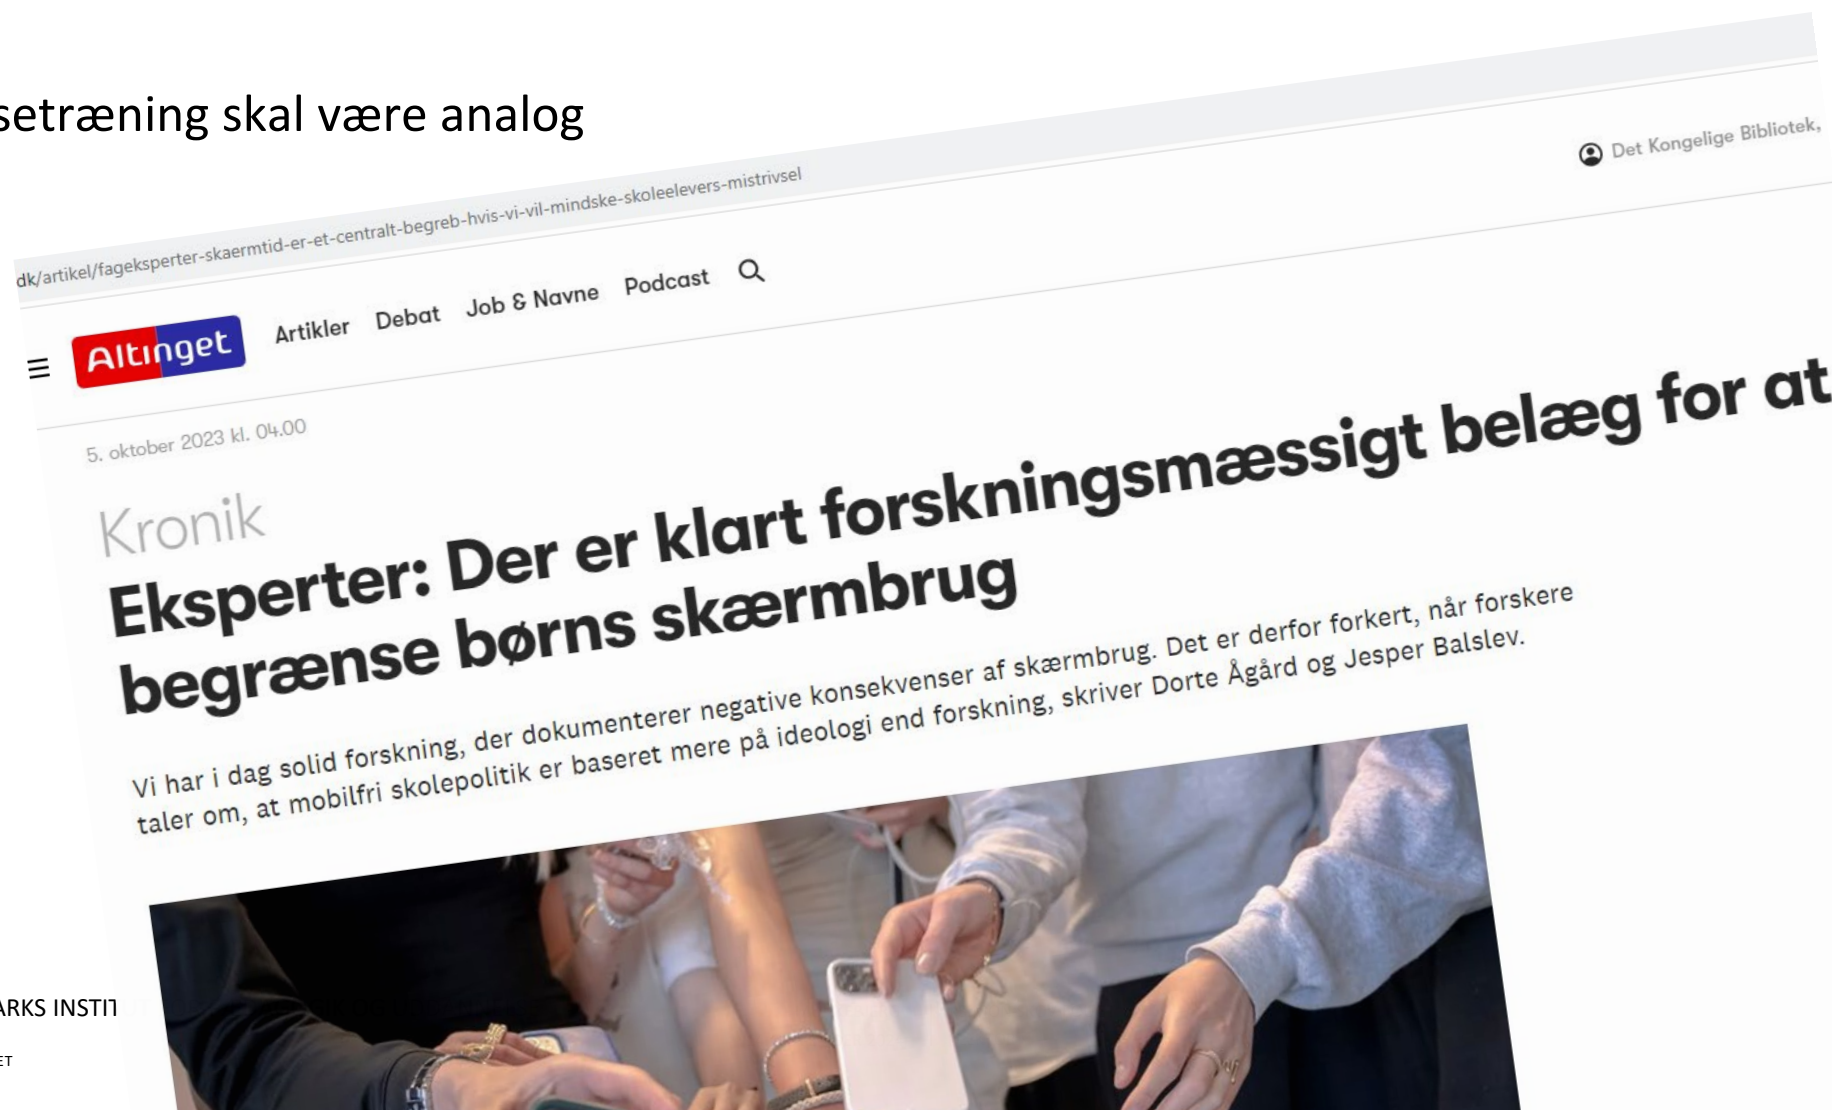 setræning skal være analog
dk/artikel/fageksperter-skaermtid-er-et-centralt-begreb-hvis-vi-vil-mindske-skoleelevers-mistrivsel
Det Kongelige Bibliotek,
Altinget Artikler Debat Job & Navne Podcast
5. oktober 2023 kl. 04.00
Kronik
Eksperter: Der er klart forskningsmæssigt belæg for at
begrænse børns skærmbrug
Vi har i dag solid forskning, der dokumenterer negative konsekvenser af skærmbrug. Det er derfor forkert, når forskere
taler om, at mobilfri skolepolitik er baseret mere på ideologi end forskning, skriver Dorte Ågård og Jesper Balslev.
ARKS INSTIT
ET